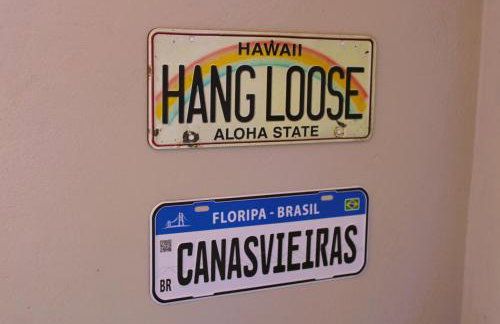 HAWAII
HANG LOOSE
ALOHA STATE
FLORIPA - BRASIL
CANASVIEIRAS
BR